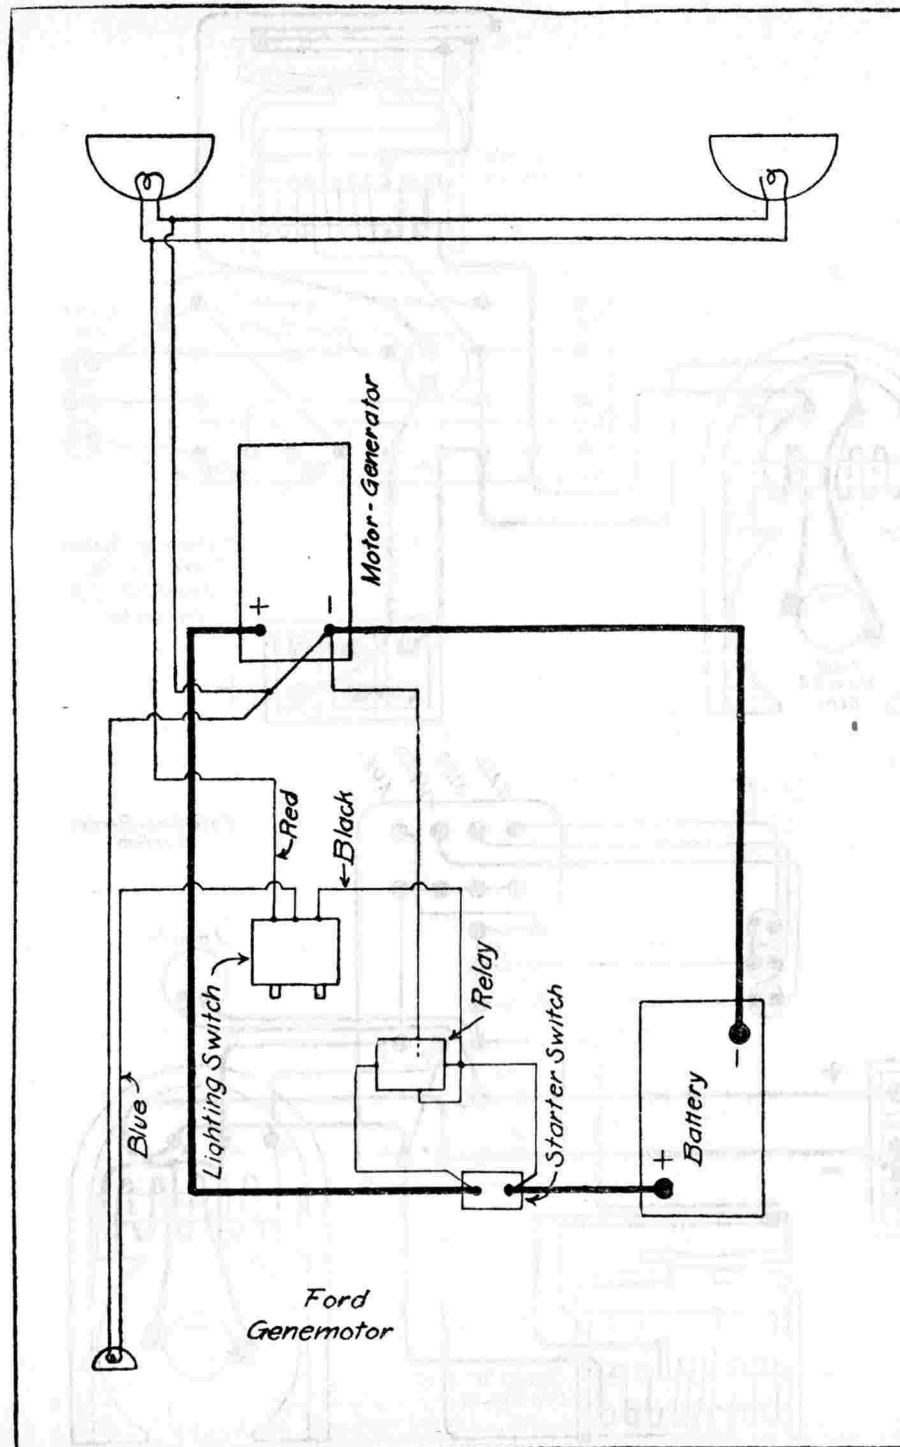 Motor-Generator
+
-
Red
Black
Lighting Switch
Relay
Starter Switch
Blue
Battery
-
+
Ford
Genemotor